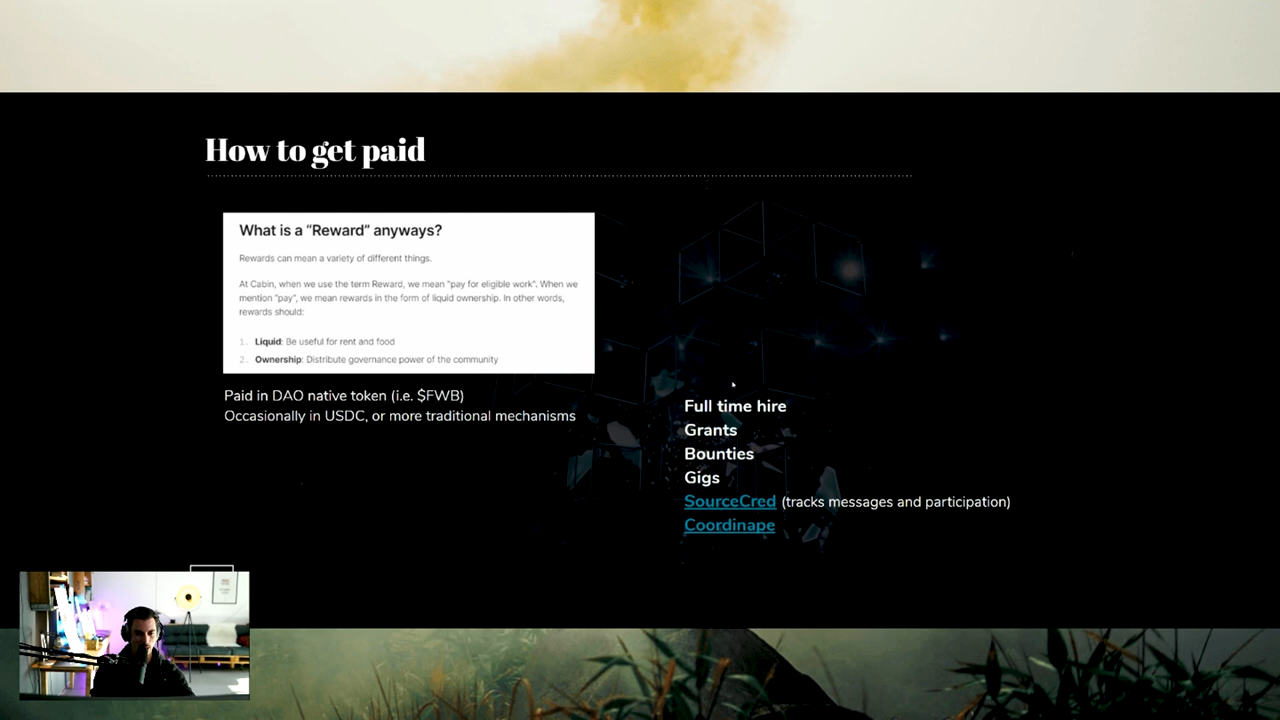 How to get paid
What is a “Reward” anyways?
Rewards can mean a variety of different things.
At Cabin, when we use the term Reward, we mean "pay for eligible work". When we
mention "pay", we mean rewards in the form of liquid ownership. In other words,
rewards should:
1. Liquid: Be useful for rent and food
2. Ownership: Distribute governance power of the community
Paid in DAO native token (i.e. $FWB)
Occasionally in USDC, or more traditional mechanisms
Full time hire
Grants
Bounties
Gigs
SourceCred (tracks messages and participation)
Coordinape